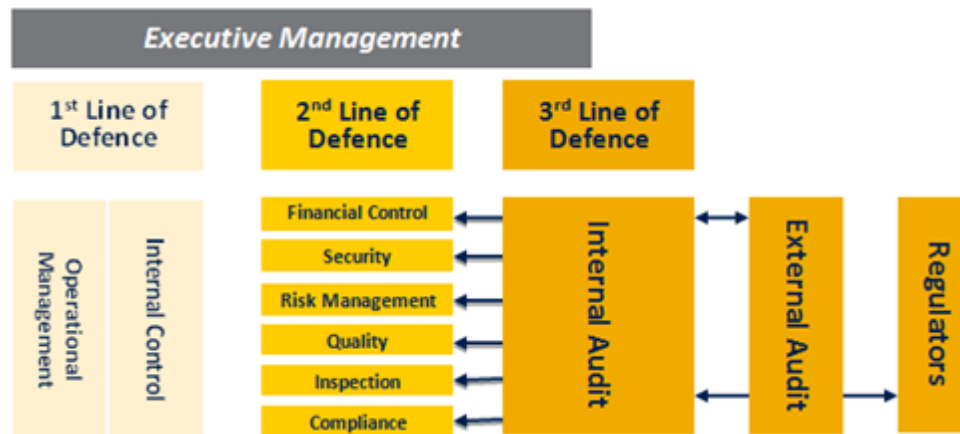 Executive Management
1st Line of
Defence
2nd Line of
Defence
3rd Line of
Defence
Operational
Management
Internal Control
Financial Control
Security
Risk Management
Quality
Inspection
Compliance
Internal Audit
External Audit
Regulators